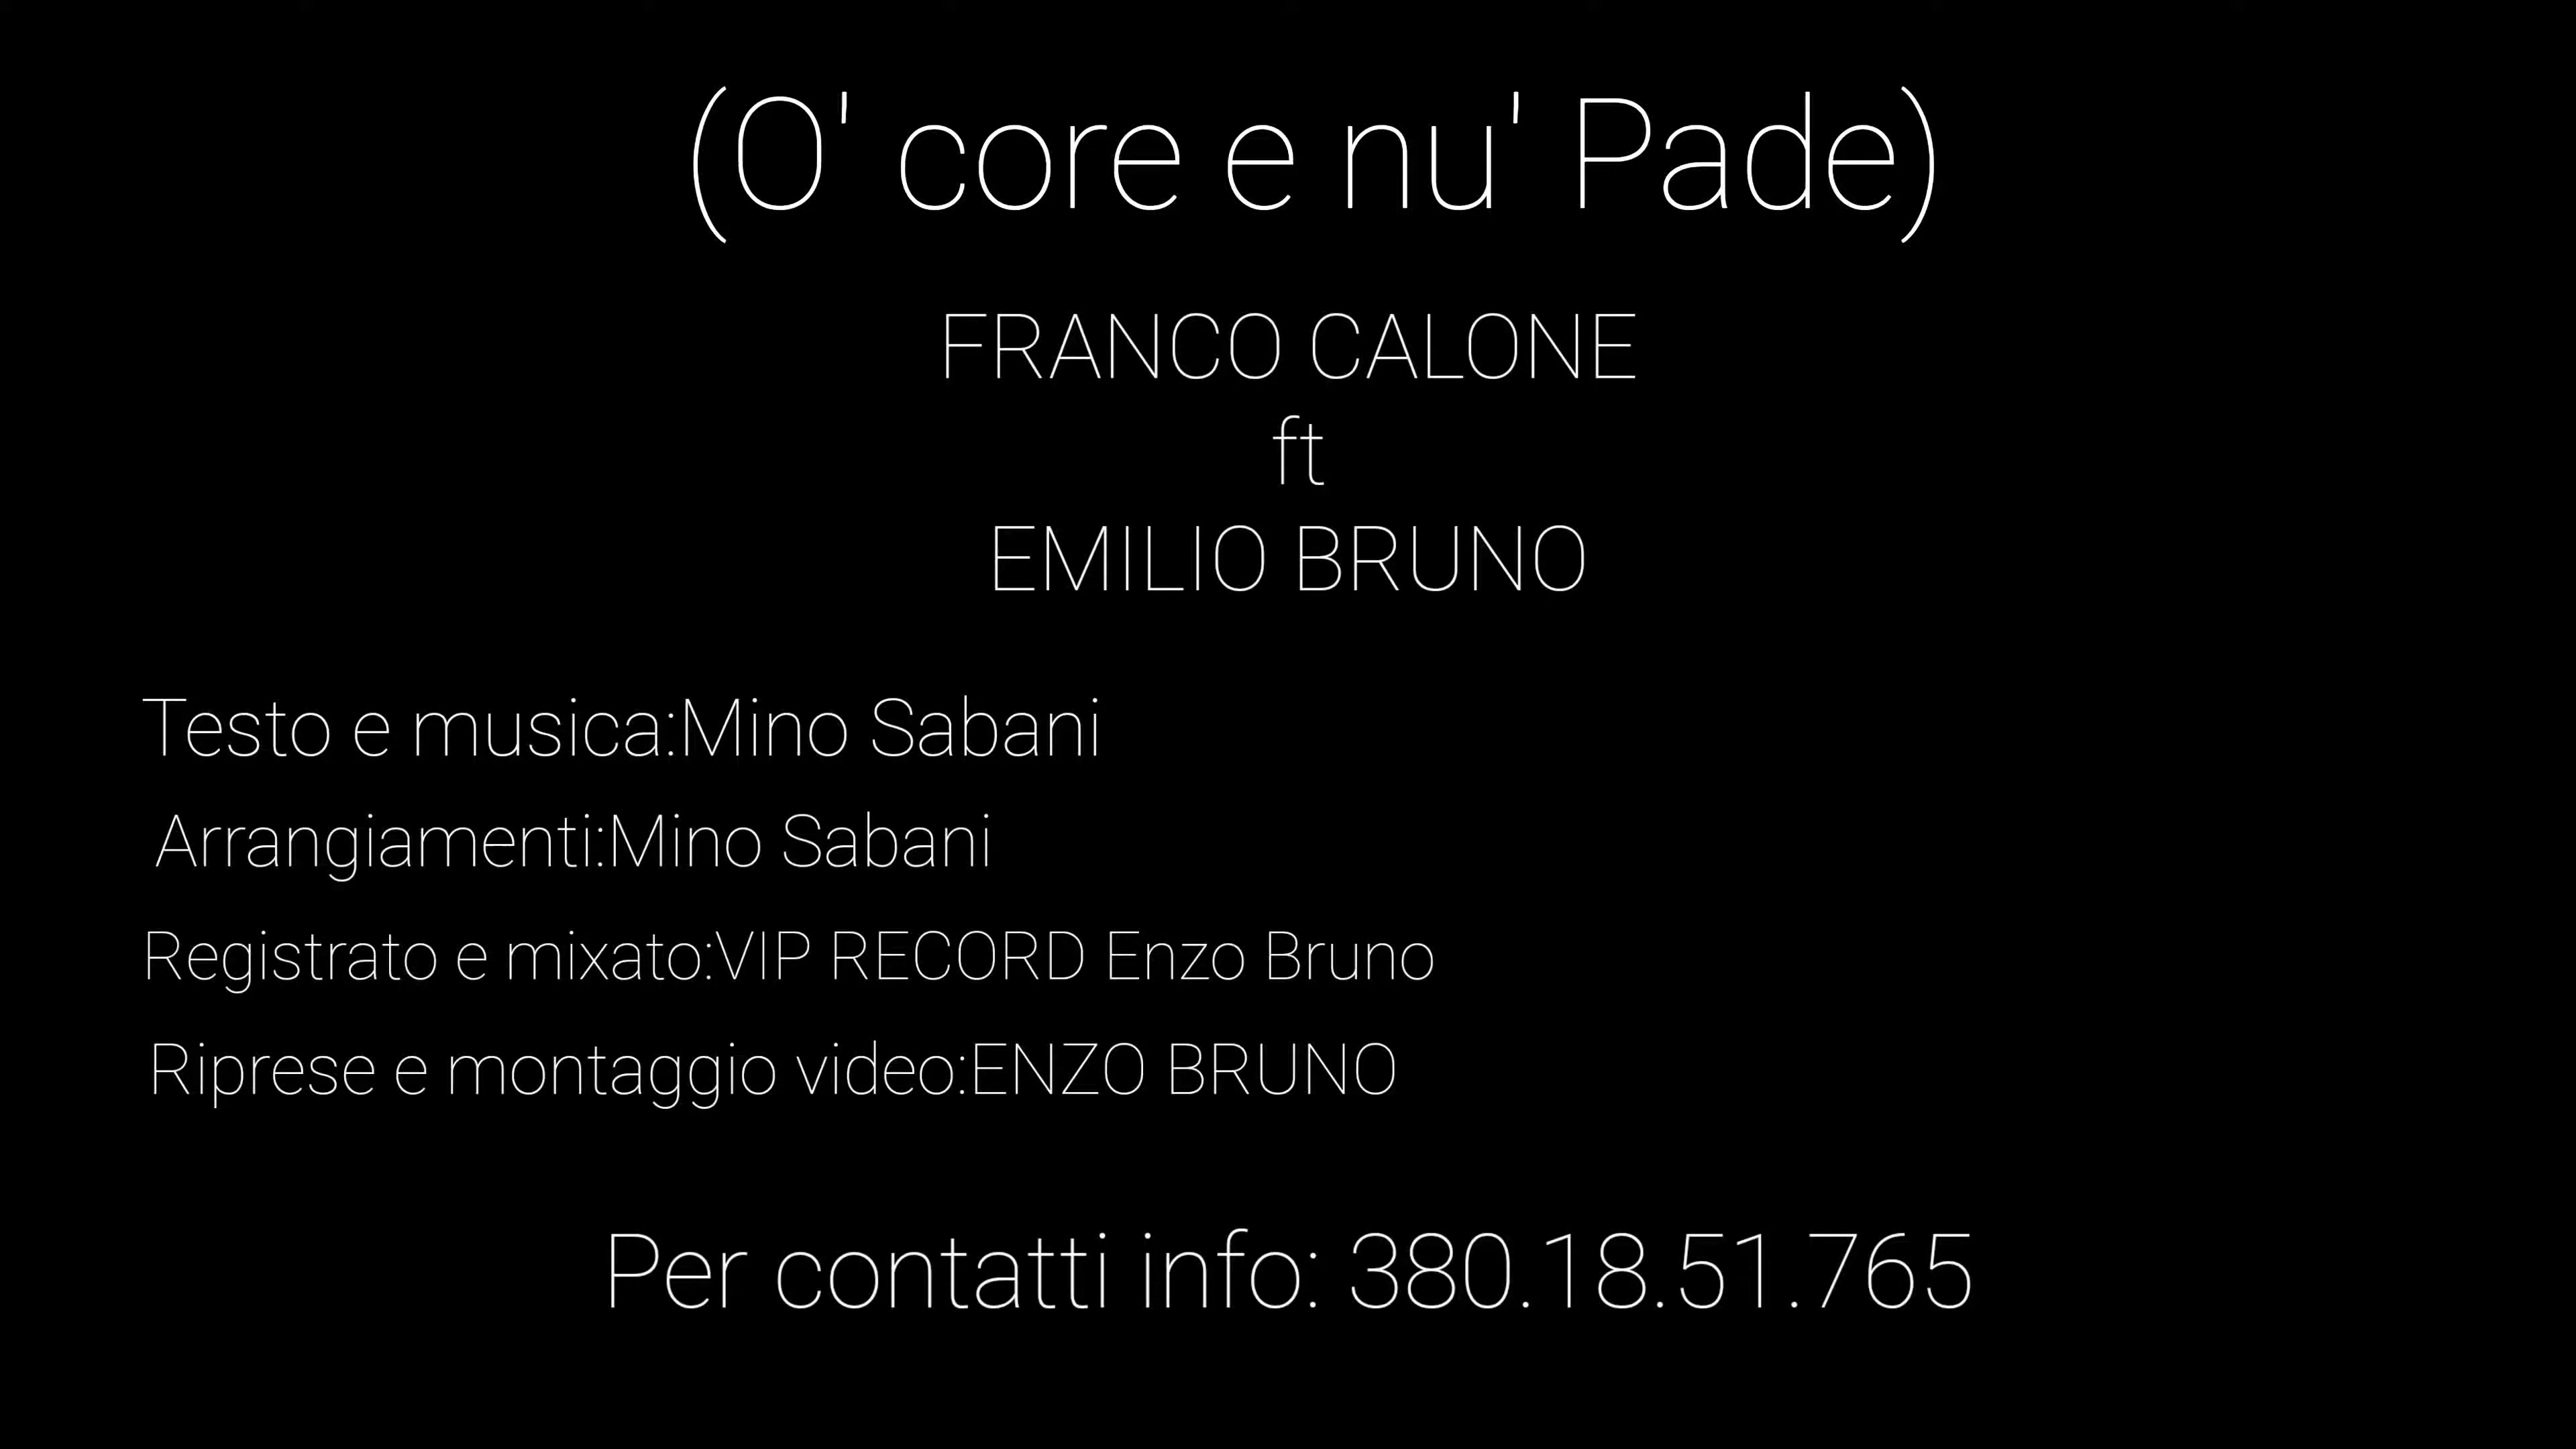 (O' core e nu' Pade)
FRANCO CALONE
ft
EMILIO BRUNO
Testo e musica:Mino Sabani
Arrangiamenti:Mino Sabani
Registrato e mixato:VIP RECORD Enzo Bruno
Riprese e montaggio video:ENZO BRUNO
Per contatti info: 380.18.51.765